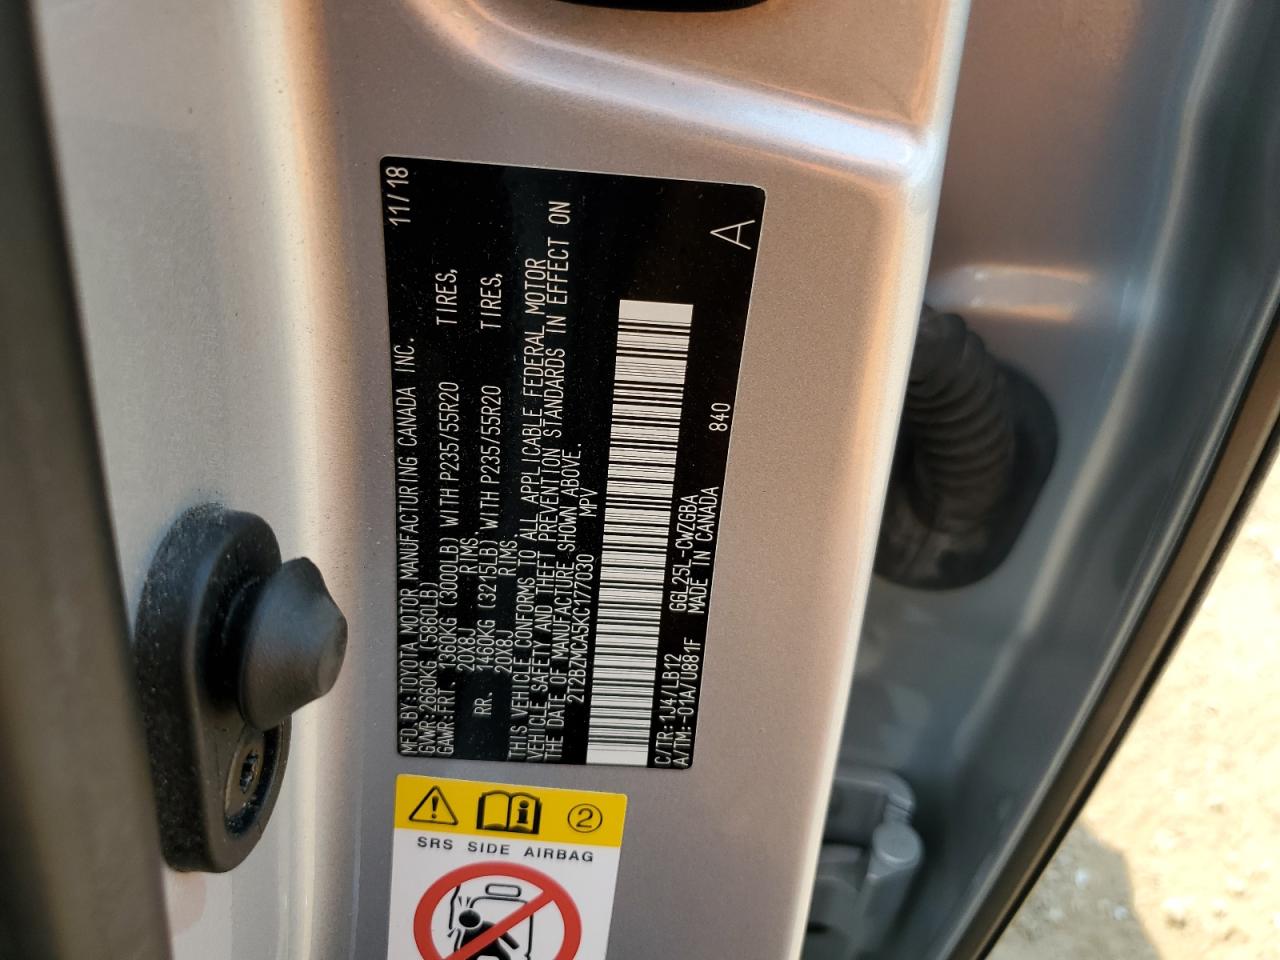 MFD.BY:TOYOTA MOTOR MANUFACTURING CANADA INC. 11/18
GVWR:2660KG (5860LB)
GAWR:FRT. 1360KG (3000LB) WITH P235/55R20 TIRES,
20X8J RIMS,
RR. 1460KG (3215LB) WITH P235/55R20 TIRES,
20X8J RIMS.
THIS VEHICLE CONFORMS TO ALL APPLICABLE FEDERAL MOTOR
VEHICLE SAFETY AND THEFT PREVENTION STANDARDS IN EFFECT ON
THE DATE OF MANUFACTURE SHOWN ABOVE.
2T2BZMCA5KC177030 MPV
A
C/TR:1J4/LB12 GGL25L-CWZGBA
A/TM:-01A/U881F MADE IN CANADA 840
2
SRS SIDE AIRBAG